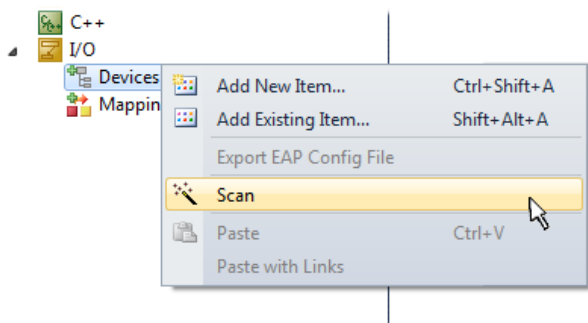 C++
I/O
Devices
Mappin
Add New Item... Ctrl+Shift+A
Add Existing Item... Shift+Alt+A
Export EAP Config File
Scan
Paste Ctrl+V
Paste with Links